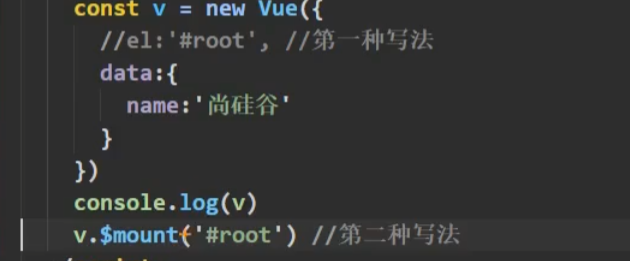 const v = new Vue({
//el:'#root', //第一种写法
data:{
name:'尚硅谷'
}
})
console.log(v)
v.$mount('#root') //第二种写法